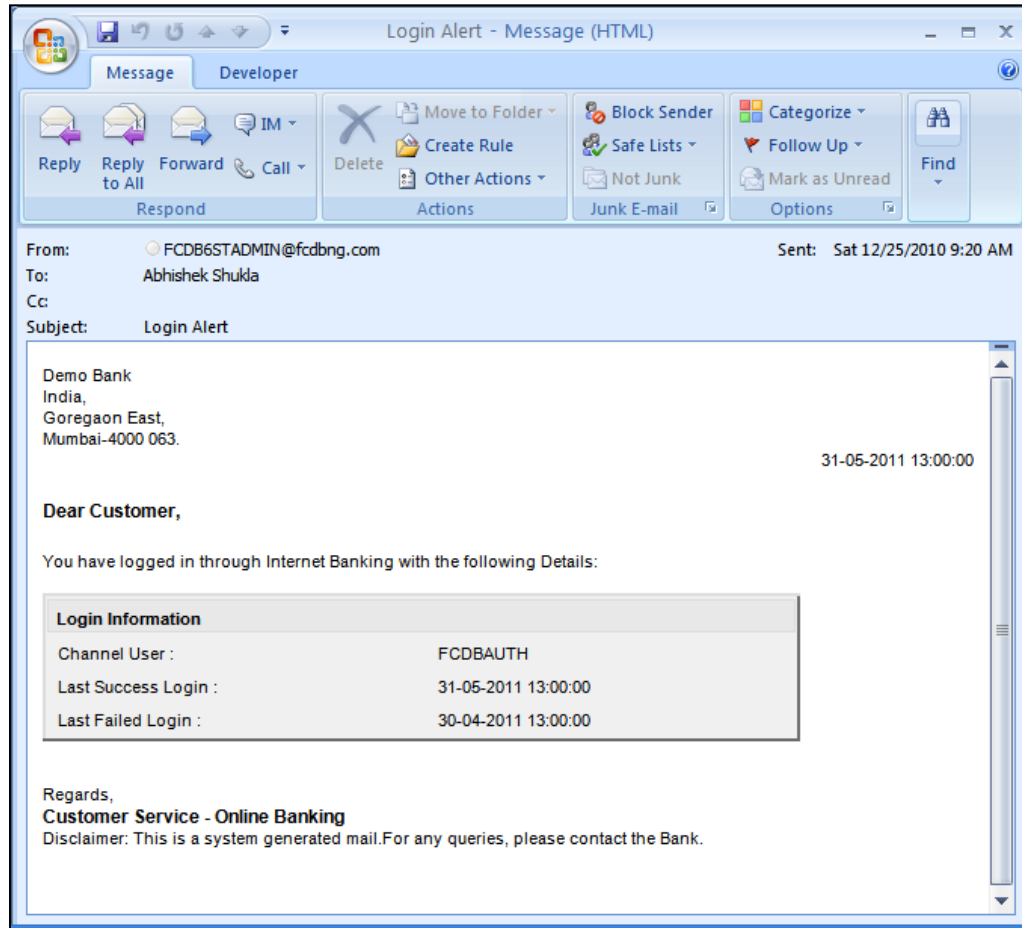 Login Alert - Message (HTML)
Message Developer
Reply
Reply to All
Forward
IM
Call
Respond
Delete
Move to Folder
Create Rule
Other Actions
Actions
Block Sender
Safe Lists
Not Junk
Junk E-mail
Categorize
Follow Up
Mark as Unread
Options
Find
From: FCDB6STADMIN@fcdbng.com Sent: Sat 12/25/2010 9:20 AM
To: Abhishek Shukla
Cc:
Subject: Login Alert
Demo Bank
India,
Goregaon East,
Mumbai-4000 063.
31-05-2011 13:00:00
Dear Customer,
You have logged in through Internet Banking with the following Details:
Login Information
Channel User : FCDBAUTH
Last Success Login : 31-05-2011 13:00:00
Last Failed Login : 30-04-2011 13:00:00
Regards,
Customer Service - Online Banking
Disclaimer: This is a system generated mail.For any queries, please contact the Bank.